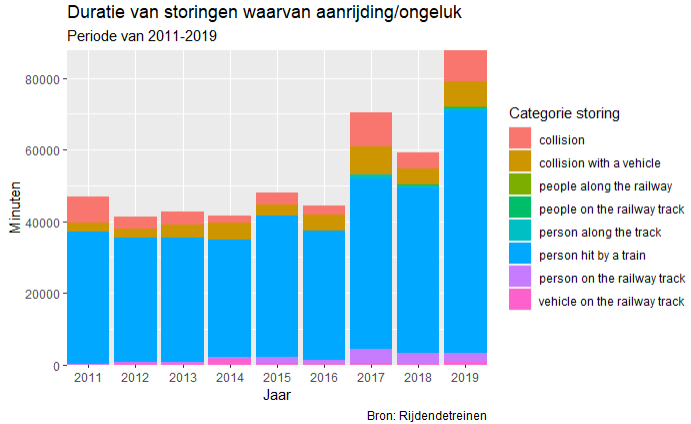 Duratie van storingen waarvan aanrijding/ongeluk
Periode van 2011-2019
Minuten
80000
60000
40000
20000
0
2011 2012 2013 2014 2015 2016 2017 2018 2019
Jaar
Categorie storing
collision
collision with a vehicle
people along the railway
people on the railway track
person along the track
person hit by a train
person on the railway track
vehicle on the railway track
Bron: Rijdendetreinen